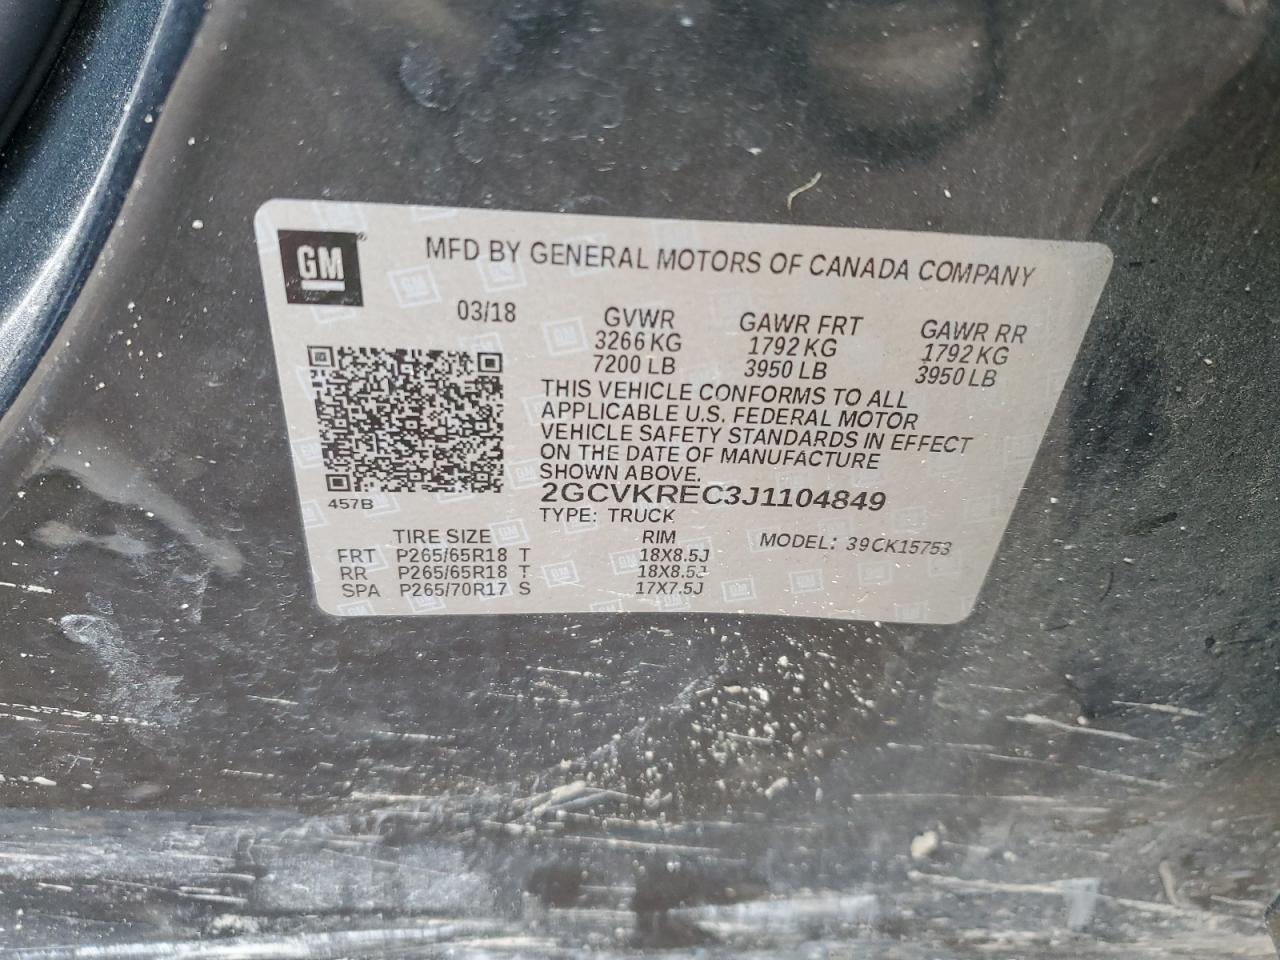 GM
MFD BY GENERAL MOTORS OF CANADA COMPANY
03/18 GVWR GAWR FRT GAWR RR
3266 KG 1792 KG 1792 KG
7200 LB 3950 LB 3950 LB
THIS VEHICLE CONFORMS TO ALL
APPLICABLE U.S. FEDERAL MOTOR
VEHICLE SAFETY STANDARDS IN EFFECT
ON THE DATE OF MANUFACTURE
SHOWN ABOVE.
457B 2GCVKREC3J1104849
TYPE: TRUCK
TIRE SIZE RIM MODEL: 39CK15753
FRT P265/65R18 T 18X8.5J
RR P265/65R18 T 18X8.5J
SPA P265/70R17 S 17X7.5J